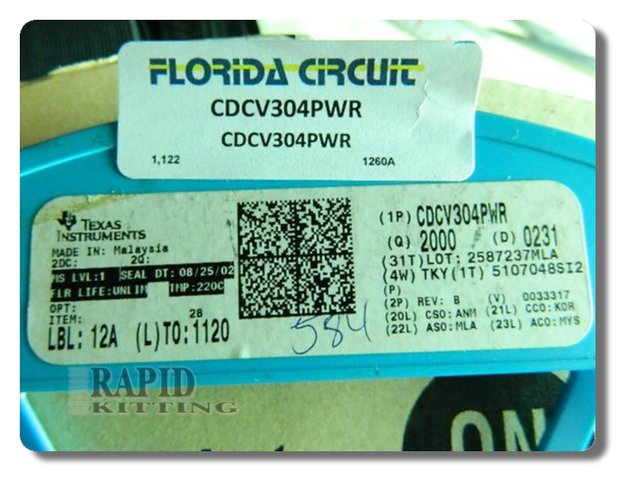 FLORIDA CIRCUIT
CDCV304PWR
CDCV304PWR
1,122 1260A
TEXAS
INSTRUMENTS
MADE IN: Malaysia
2DC: 2Q:
MS LVL:1 SEAL DT: 08/25/02
FLR LIFE:UNLIM IMP:220C
OPT:
ITEM: 28
LBL: 12A (L)TO:1120
584
(1P) CDCV304PWR
(Q) 2000 (D) 0231
(31T)LOT: 2587237MLA
(4W) TKY(1T) 5107048SI2
(P)
(2P) REV: B (V) 0033317
(20L) CSO: ANM (21L) CCO:KOR
(22L) ASO:MLA (23L) ACO:MYS
RAPID
KITTING
ON